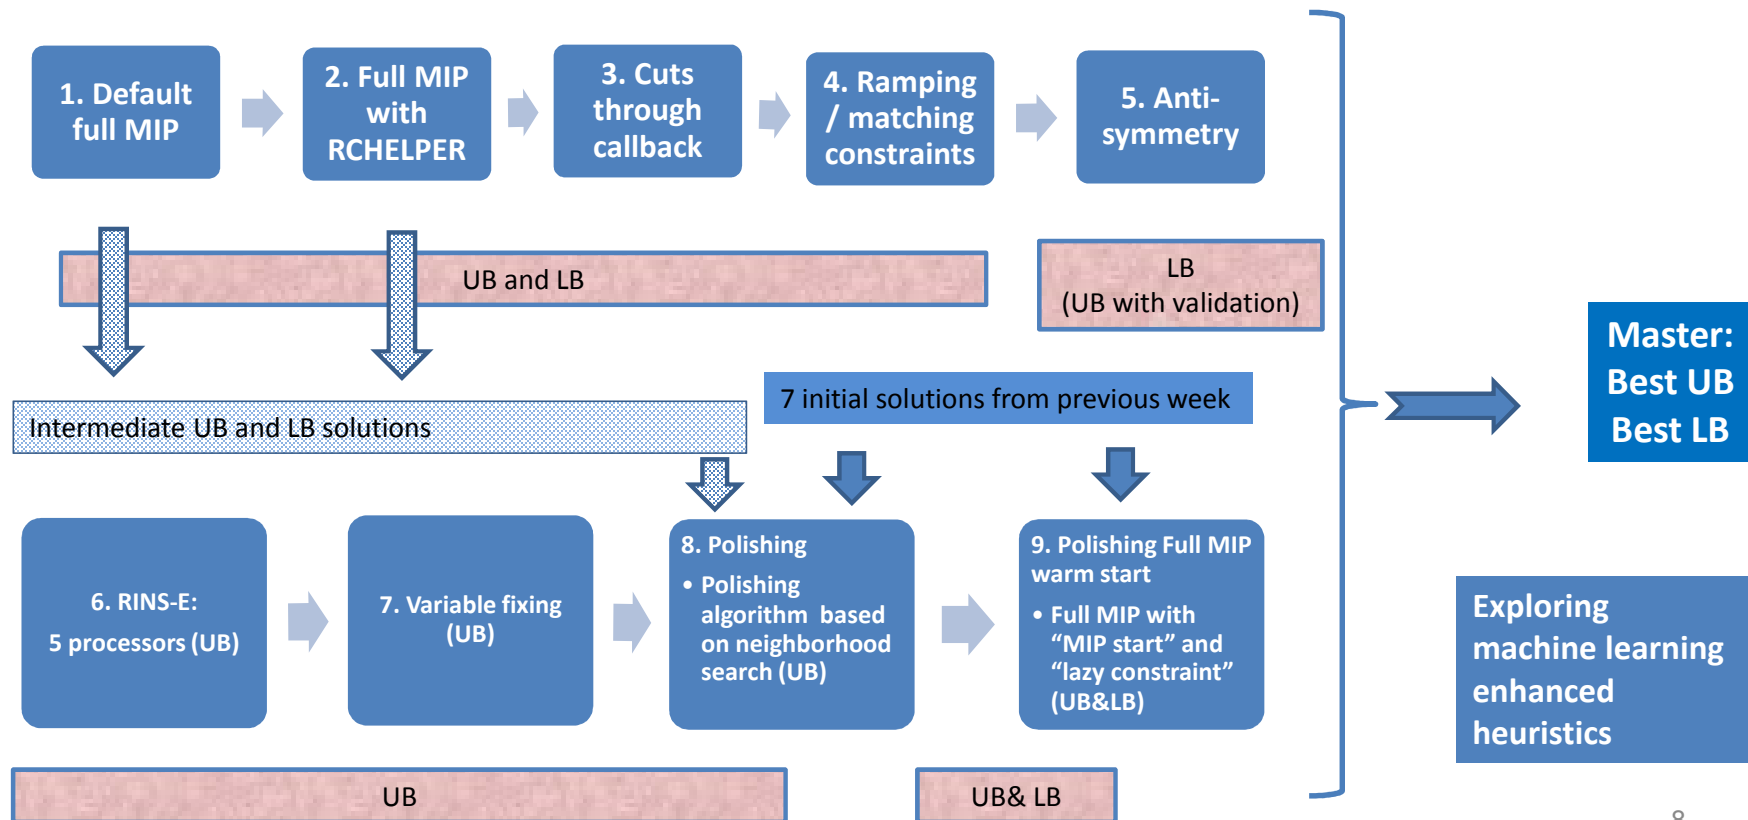 1. Default
full MIP
2. Full MIP
with
RCHELPER
3. Cuts
through
callback
4. Ramping
/ matching
constraints
5. Anti-
symmetry
UB and LB
LB
(UB with validation)
Master:
Best UB
Best LB
7 initial solutions from previous week
Intermediate UB and LB solutions
6. RINS-E:
5 processors (UB)
7. Variable fixing
(UB)
8. Polishing
• Polishing
algorithm based
on neighborhood
search (UB)
9. Polishing Full MIP
warm start
• Full MIP with
“MIP start” and
“lazy constraint”
(UB&LB)
Exploring
machine learning
enhanced
heuristics
UB
UB& LB
8